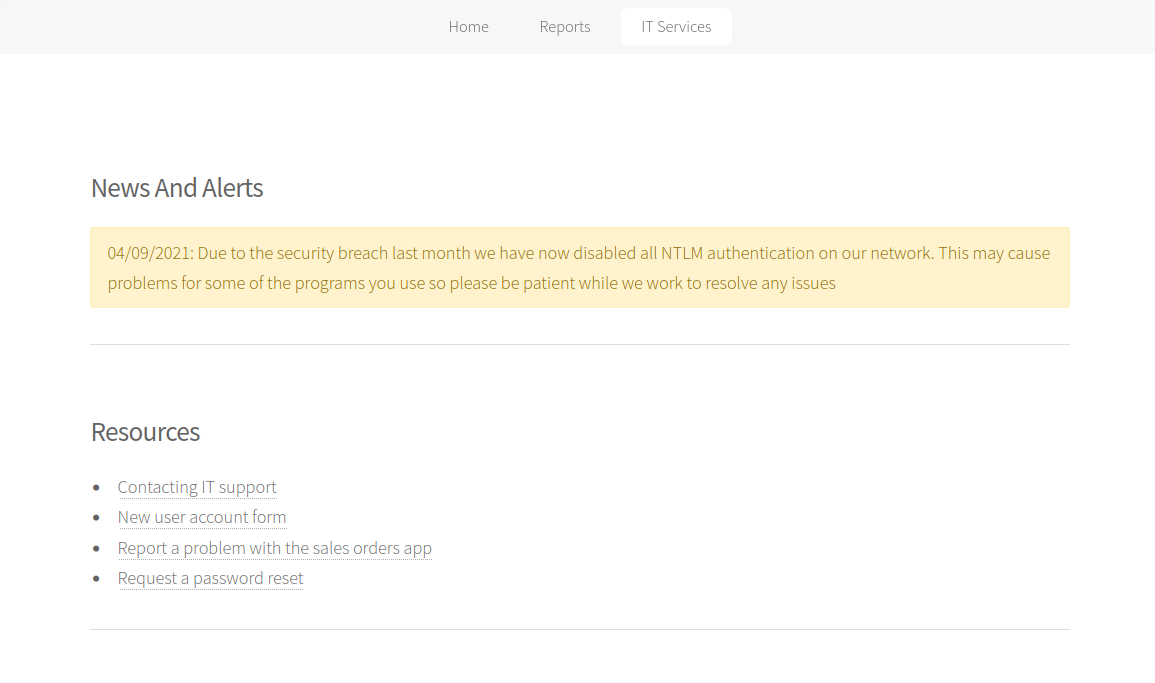 Home Reports IT Services
News And Alerts
04/09/2021: Due to the security breach last month we have now disabled all NTLM authentication on our network. This may cause
problems for some of the programs you use so please be patient while we work to resolve any issues
Resources
Contacting IT support
New user account form
Report a problem with the sales orders app
Request a password reset